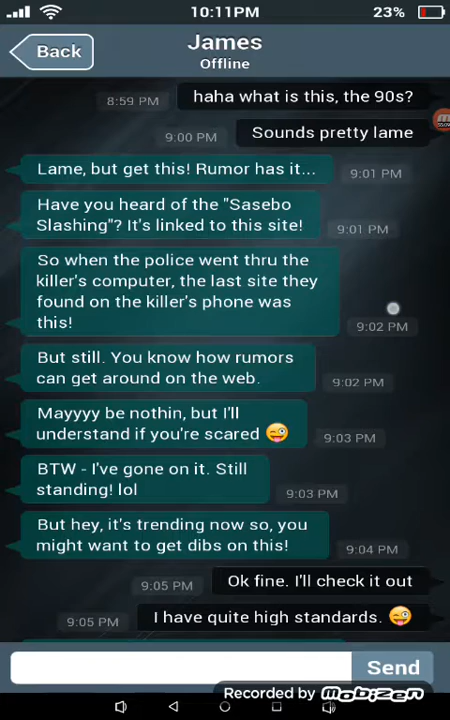 10:11PM
23%
Back
James
Offline
8:59 PM
haha what is this, the 90s?
9:00 PM
Sounds pretty lame
Lame, but get this! Rumor has it...
9:01 PM
Have you heard of the "Sasebo
Slashing"? It's linked to this site!
9:01 PM
So when the police went thru the
killer's computer, the last site they
found on the killer's phone was
this!
9:02 PM
But still. You know how rumors
can get around on the web.
9:02 PM
Mayyyy be nothin, but I'll
understand if you're scared 😜
9:03 PM
BTW - I've gone on it. Still
standing! lol
9:03 PM
But hey, it's trending now so, you
might want to get dibs on this!
9:04 PM
9:05 PM
Ok fine. I'll check it out
9:05 PM
I have quite high standards. 😜
Send
Recorded by mobizen